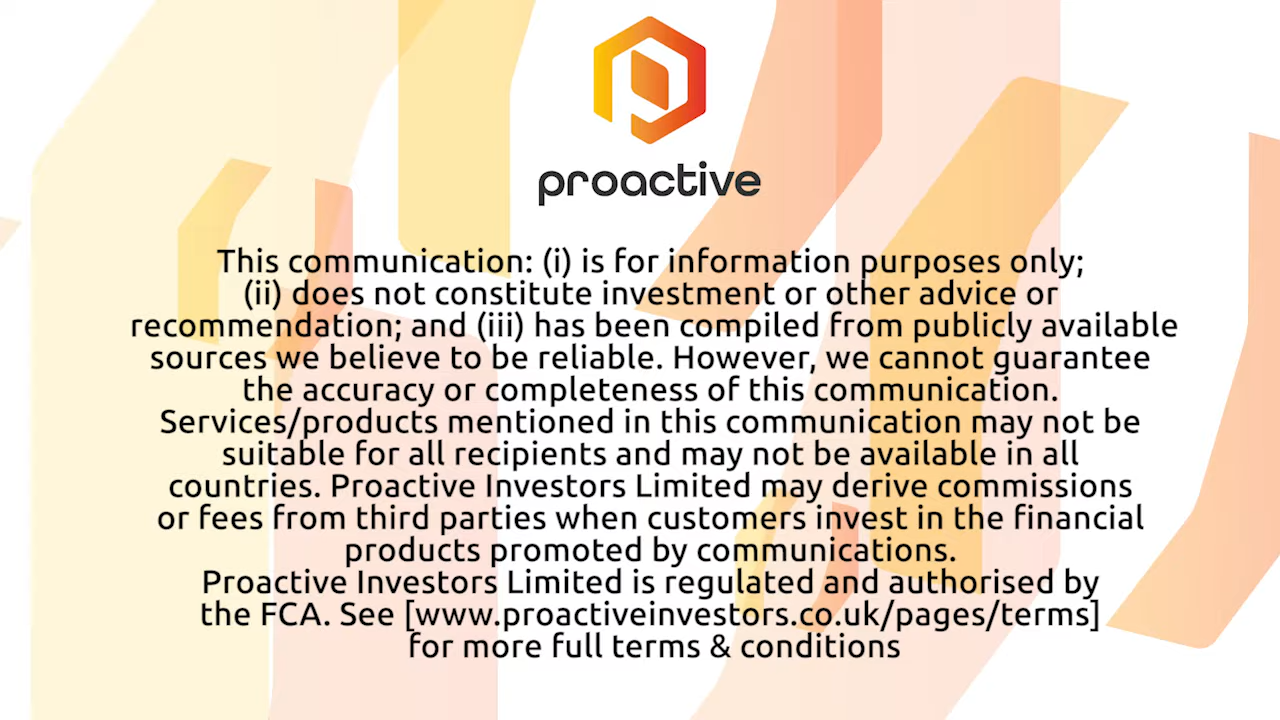 proactive
This communication: (i) is for information purposes only;
(ii) does not constitute investment or other advice or
recommendation; and (iii) has been compiled from publicly available
sources we believe to be reliable. However, we cannot guarantee
the accuracy or completeness of this communication.
Services/products mentioned in this communication may not be
suitable for all recipients and may not be available in all
countries. Proactive Investors Limited may derive commissions
or fees from third parties when customers invest in the financial
products promoted by communications.
Proactive Investors Limited is regulated and authorised by
the FCA. See [www.proactiveinvestors.co.uk/pages/terms]
for more full terms & conditions